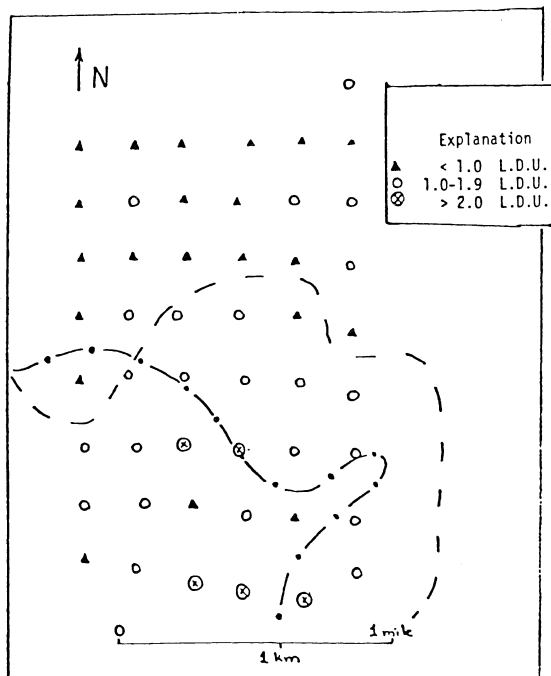 N
Explanation
< 1.0 L.D.U.
1.0-1.9 L.D.U.
> 2.0 L.D.U.
0
1 mile
1 km